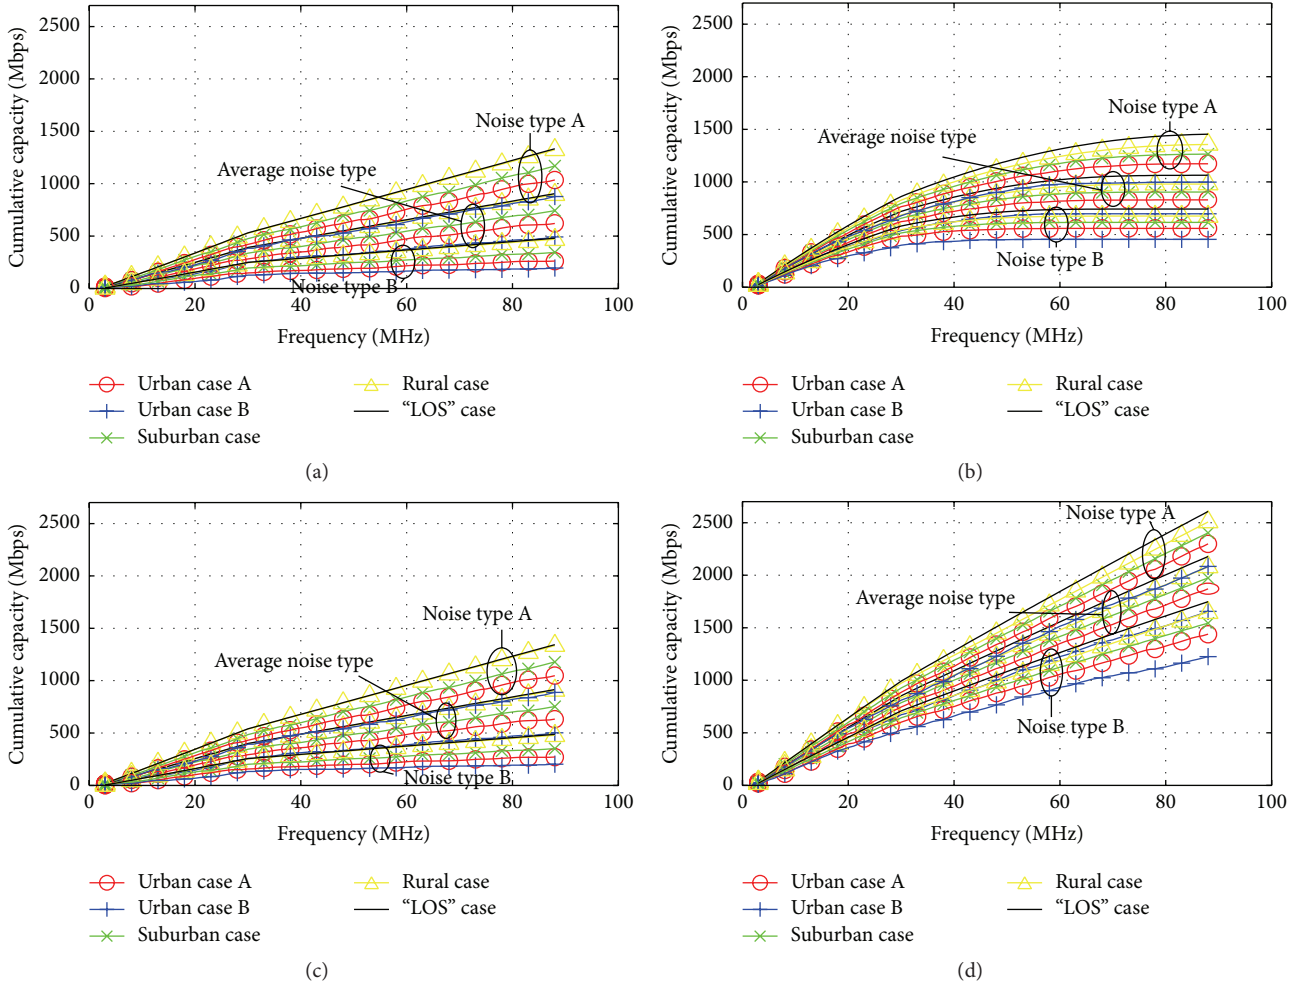 2500
2000
1500
1000
500
0
Cumulative capacity (Mbps)
Noise type A
Average noise type
Noise type B
0 20 40 60 80 100
Frequency (MHz)
Urban case A
Urban case B
Suburban case
Rural case
“LOS” case
(a)
2500
2000
1500
1000
500
0
Cumulative capacity (Mbps)
Noise type A
Average noise type
Noise type B
0 20 40 60 80 100
Frequency (MHz)
Urban case A
Urban case B
Suburban case
Rural case
“LOS” case
(b)
2500
2000
1500
1000
500
0
Cumulative capacity (Mbps)
Noise type A
Average noise type
Noise type B
0 20 40 60 80 100
Frequency (MHz)
Urban case A
Urban case B
Suburban case
Rural case
“LOS” case
(c)
2500
2000
1500
1000
500
0
Cumulative capacity (Mbps)
Noise type A
Average noise type
Noise type B
0 20 40 60 80 100
Frequency (MHz)
Urban case A
Urban case B
Suburban case
Rural case
“LOS” case
(d)